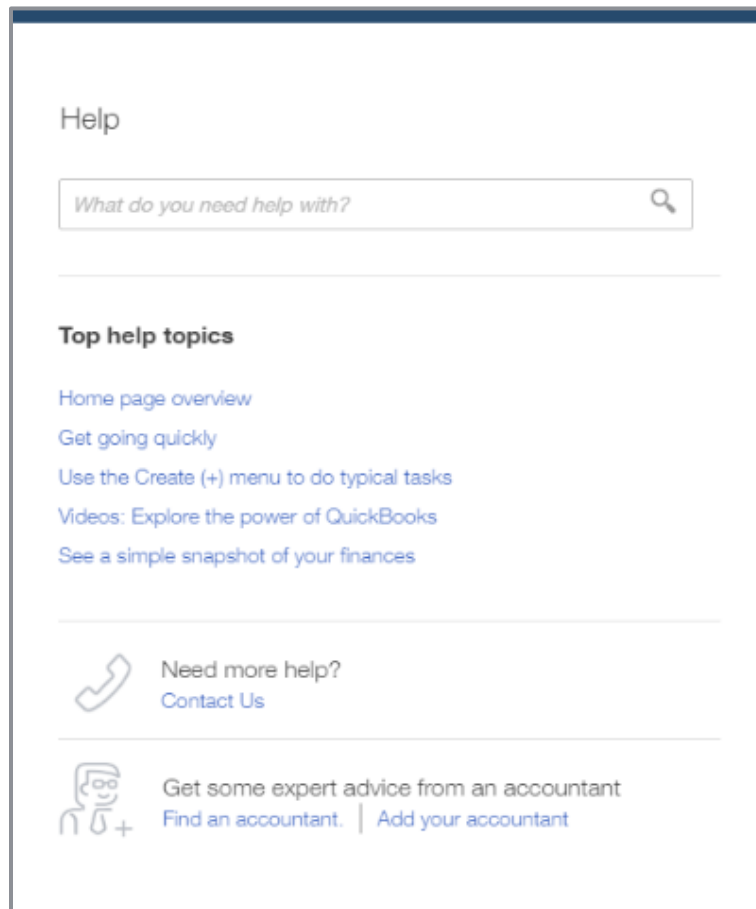 Help
What do you need help with?
Top help topics
Home page overview
Get going quickly
Use the Create (+) menu to do typical tasks
Videos: Explore the power of QuickBooks
See a simple snapshot of your finances
Need more help?
Contact Us
Get some expert advice from an accountant
Find an accountant. | Add your accountant